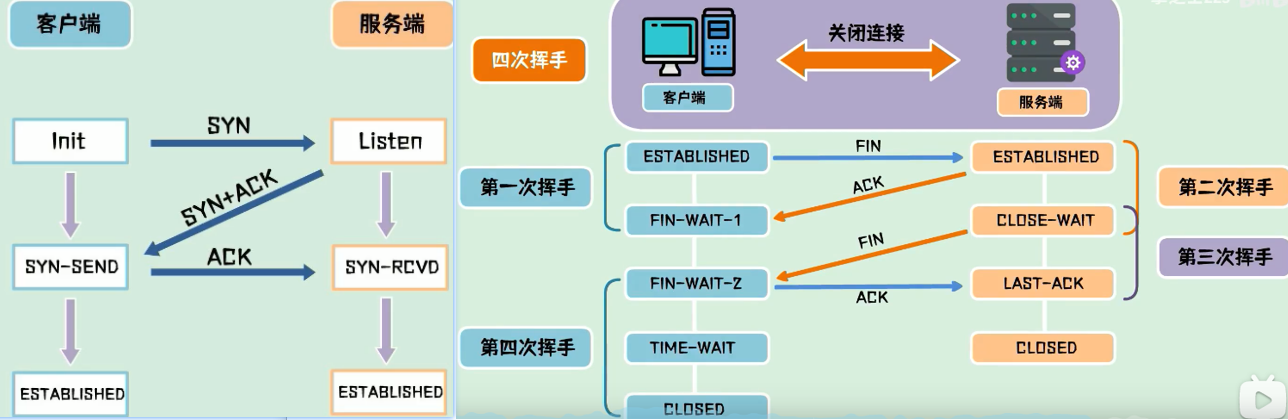 客户端
服务端
Init
SYN
Listen
SYN+ACK
SYN-SEND
ACK
SYN-RCVD
ESTABLISHED
ESTABLISHED
四次挥手
关闭连接
客户端
服务端
ESTABLISHED
FIN
ESTABLISHED
第一次挥手
ACK
第二次挥手
FIN-WAIT-1
CLOSE-WAIT
FIN
第三次挥手
FIN-WAIT-2
ACK
LAST-ACK
第四次挥手
TIME-WAIT
CLOSED
CLOSED